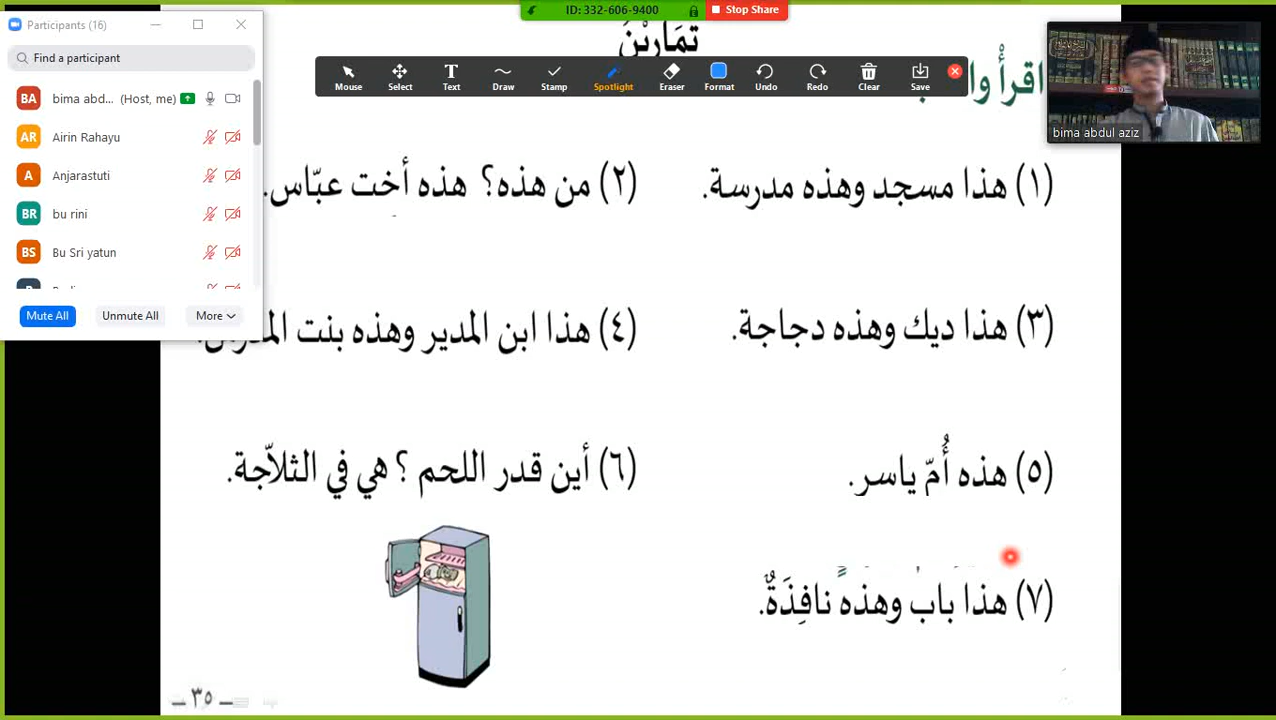 Participants (16)
ID: 332-606-9400
Stop Share
Find a participant
Mouse
Select
Text
Draw
Stamp
Spotlight
Eraser
Format
Undo
Redo
Clear
Save
BA bima abd... (Host, me)
AR Airin Rahayu
A Anjarastuti
BR bu rini
BS Bu Sri yatun
Mute All
Unmute All
More
bima abdul aziz
(١) هذا مسجد وهذه مدرسة.
(٢) من هذه؟ هذه أخت عبّاس.
(٣) هذا ديك وهذه دجاجة.
(٤) هذا ابن المدير وهذه بنت
(٥) هذه أُمّ ياسر.
(٦) أين قدر اللحم ؟ هي في الثلاّجة.
(٧) هذا باب وهذه نافِذَةٌ.
– ٣٥ –